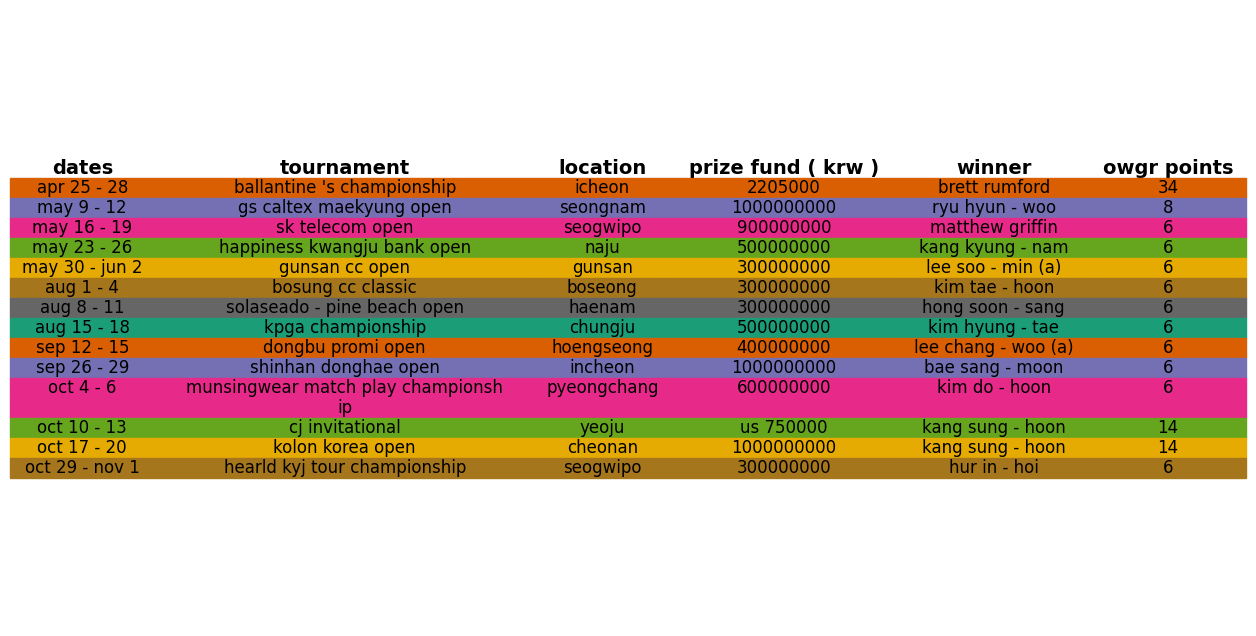 dates tournament location prize fund ( krw ) winner owgr points
apr 25 - 28 ballantine 's championship icheon 2205000 brett rumford 34
may 9 - 12 gs caltex maekyung open seongnam 1000000000 ryu hyun - woo 8
may 16 - 19 sk telecom open seogwipo 900000000 matthew griffin 6
may 23 - 26 happiness kwangju bank open naju 500000000 kang kyung - nam 6
may 30 - jun 2 gunsan cc open gunsan 300000000 lee soo - min (a) 6
aug 1 - 4 bosung cc classic boseong 300000000 kim tae - hoon 6
aug 8 - 11 solaseado - pine beach open haenam 300000000 hong soon - sang 6
aug 15 - 18 kpga championship chungju 500000000 kim hyung - tae 6
sep 12 - 15 dongbu promi open hoengseong 400000000 lee chang - woo (a) 6
sep 26 - 29 shinhan donghae open incheon 1000000000 bae sang - moon 6
oct 4 - 6 munsingwear match play championsh pyeongchang 600000000 kim do - hoon 6
ip
oct 10 - 13 cj invitational yeoju us 750000 kang sung - hoon 14
oct 17 - 20 kolon korea open cheonan 1000000000 kang sung - hoon 14
oct 29 - nov 1 hearld kyj tour championship seogwipo 300000000 hur in - hoi 6